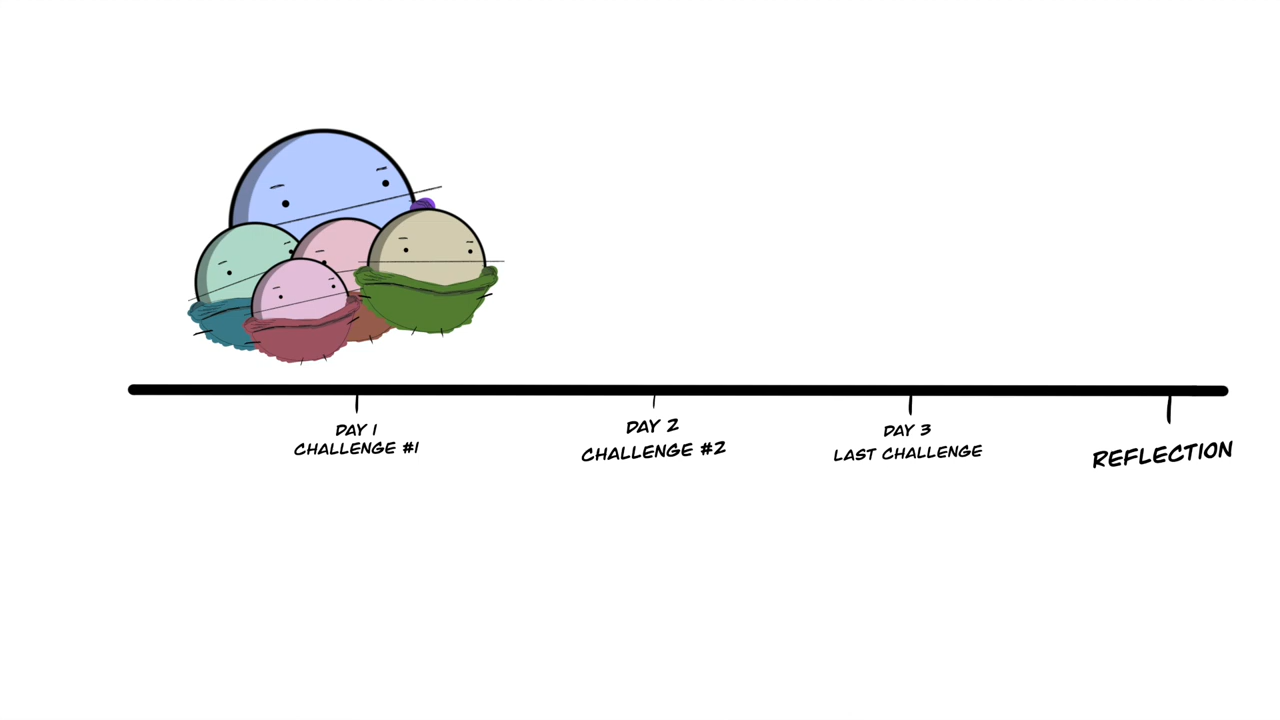 DAY 1
CHALLENGE #1
DAY 2
CHALLENGE #2
DAY 3
LAST CHALLENGE
REFLECTION